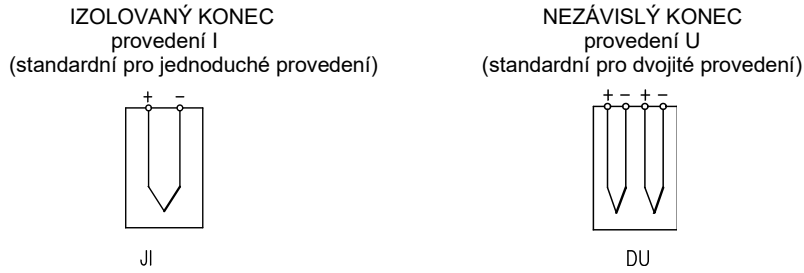 IZOLOVANÝ KONEC
provedení I
(standardní pro jednoduché provedení)
+ −
JI
NEZÁVISLÝ KONEC
provedení U
(standardní pro dvojité provedení)
+ − + −
DU